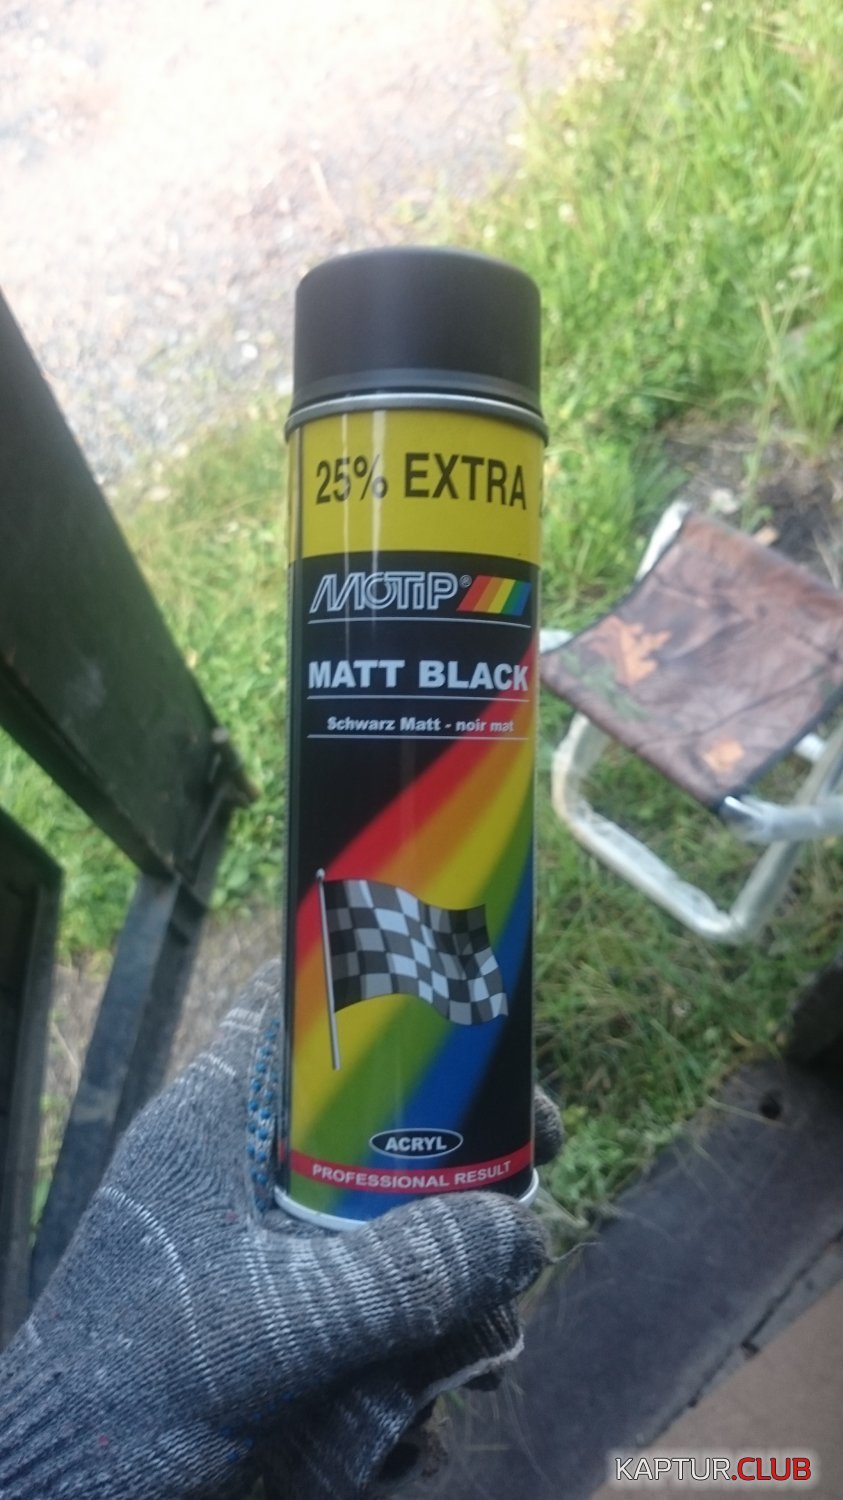 25% EXTRA
MOTIP®
MATT BLACK
Schwarz Matt - noir mat
ACRYL
PROFESSIONAL RESULT
KAPTUR.CLUB